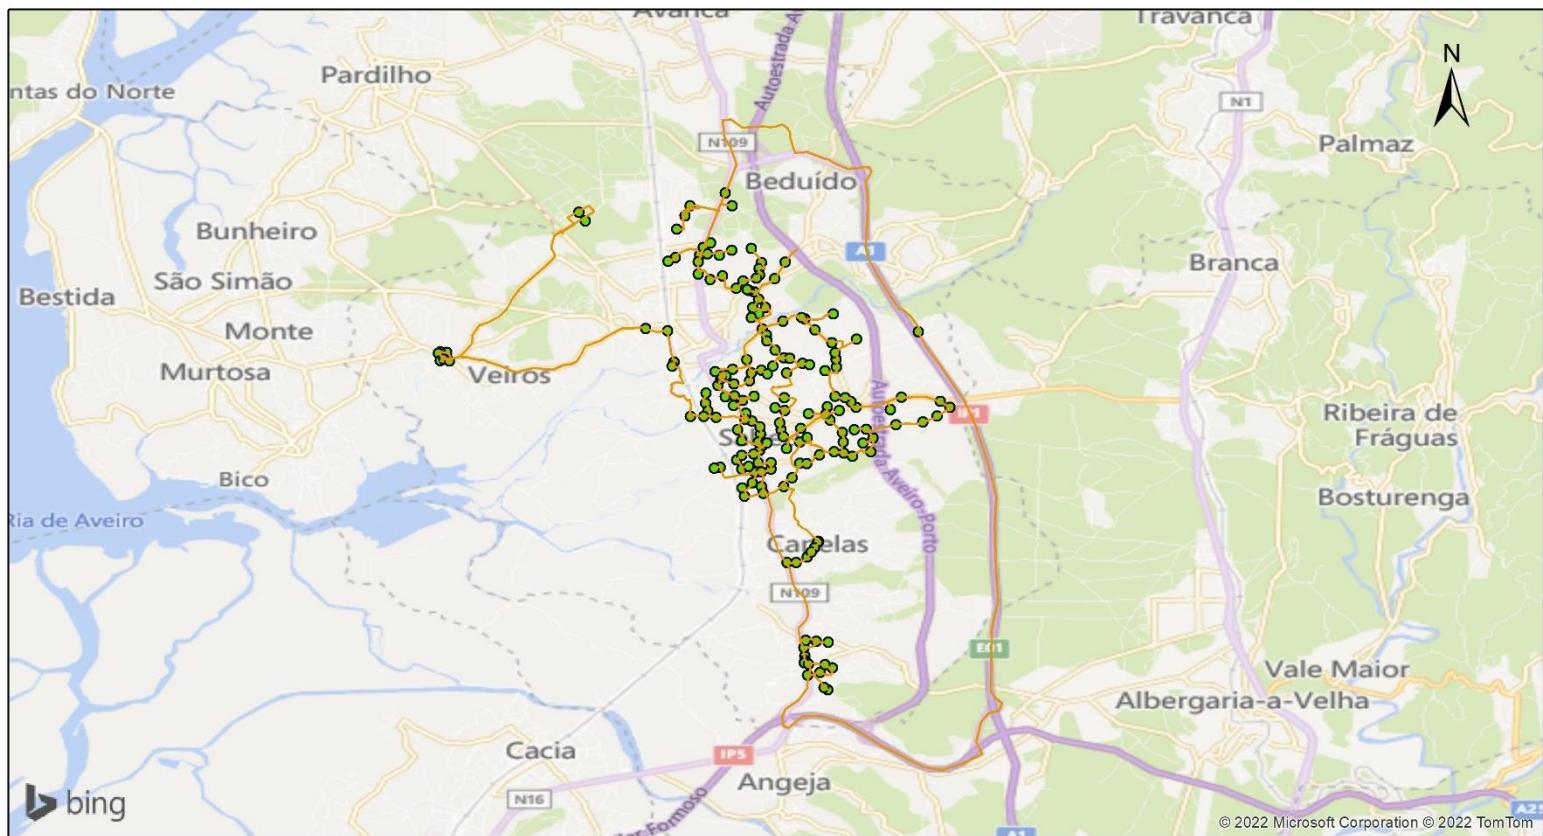 Avanca
Travanca
Autoestrada A
N
Pardilho
ntas do Norte
N1
N109
Palmaz
Beduído
Bunheiro
A1
Branca
São Simão
Bestida
Monte
Murtosa
Veiros
Autoestrada Aveiro-Porto
IP1
Ribeira de
Fráguas
Bico
Bosturenga
Ria de Aveiro
Canelas
N109
E01
Vale Maior
Albergaria-a-Velha
Cacia
IP5
Angeja
N16
Formoso
A25
bing
A1
© 2022 Microsoft Corporation © 2022 TomTom